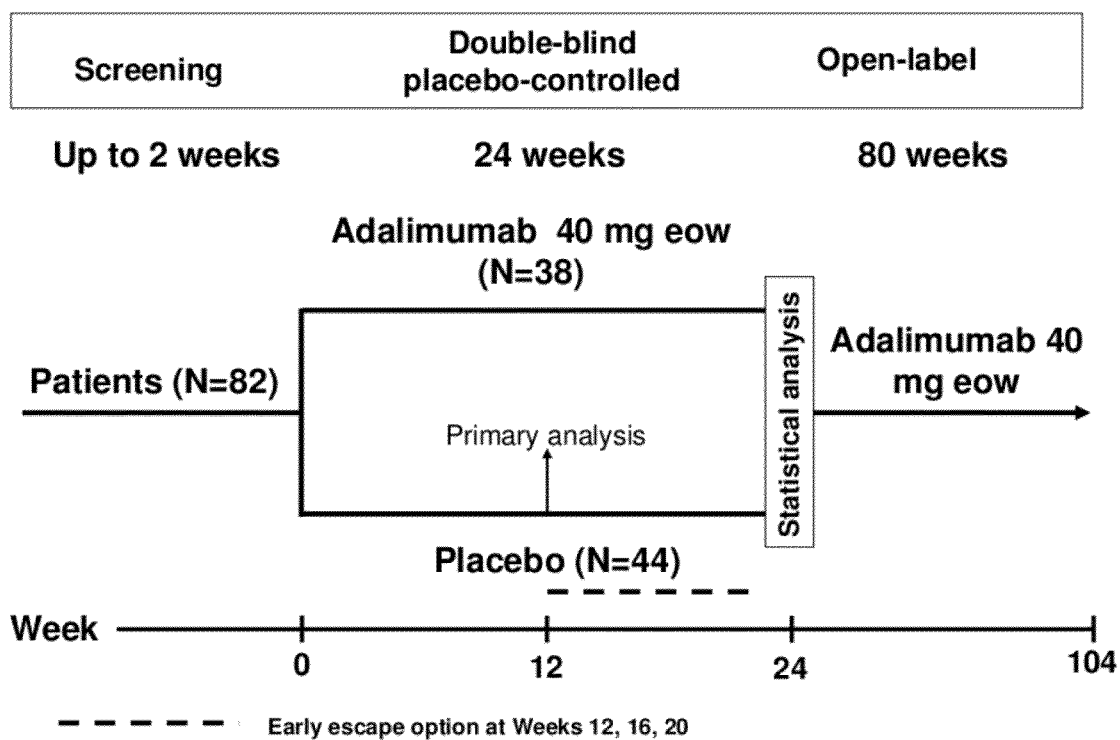 Screening
Double-blind
placebo-controlled
Open-label
Up to 2 weeks
24 weeks
80 weeks
Adalimumab 40 mg eow
(N=38)
Patients (N=82)
Primary analysis
Statistical analysis
Adalimumab 40
mg eow
Placebo (N=44)
Week
0
12
24
104
Early escape option at Weeks 12, 16, 20